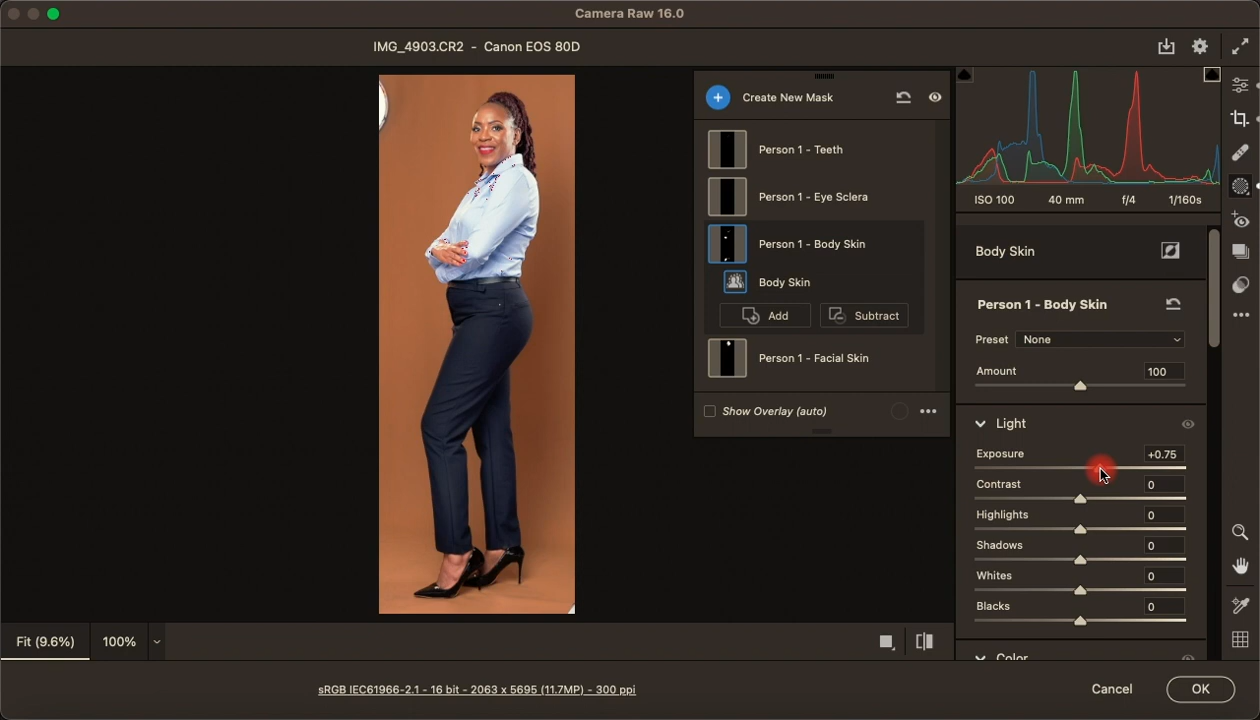 Camera Raw 16.0
IMG_4903.CR2 - Canon EOS 80D
Create New Mask
Person 1 - Teeth
Person 1 - Eye Sclera
Person 1 - Body Skin
Body Skin
Add Subtract
Person 1 - Facial Skin
Show Overlay (auto)
ISO 100 40 mm f/4 1/160s
Body Skin
Person 1 - Body Skin
Preset None
Amount 100
Light
Exposure +0.75
Contrast 0
Highlights 0
Shadows 0
Whites 0
Blacks 0
Color
Fit (9.6%) 100%
sRGB IEC61966-2.1 - 16 bit - 2063 x 5695 (11.7MP) - 300 ppi
Cancel OK